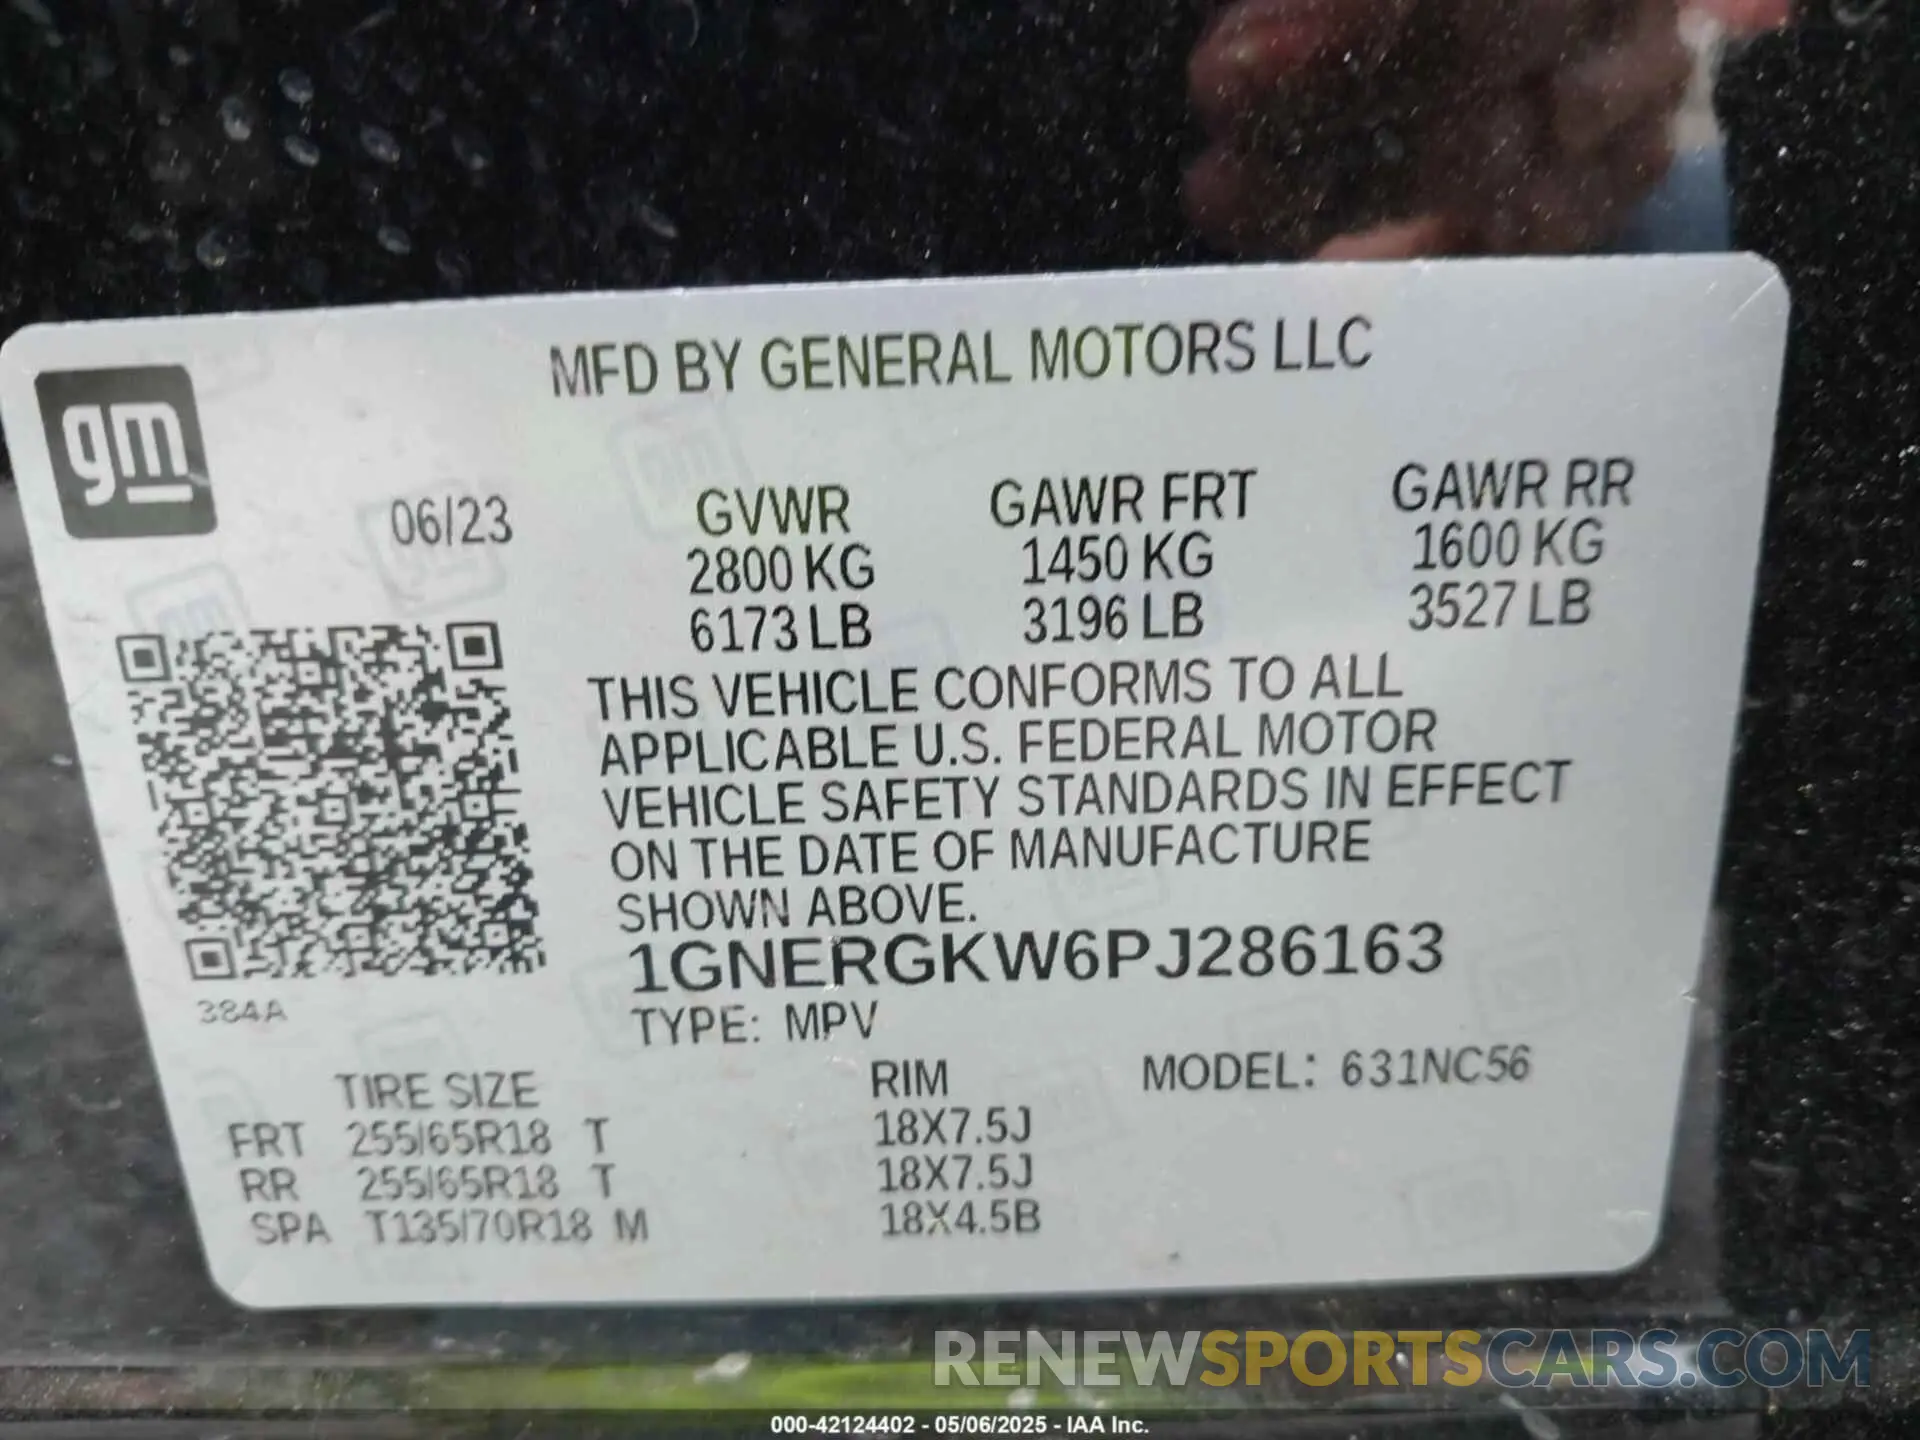 MFD BY GENERAL MOTORS LLC
gm
06/23
GVWR GAWR FRT GAWR RR
2800 KG 1450 KG 1600 KG
6173 LB 3196 LB 3527 LB
THIS VEHICLE CONFORMS TO ALL
APPLICABLE U.S. FEDERAL MOTOR
VEHICLE SAFETY STANDARDS IN EFFECT
ON THE DATE OF MANUFACTURE
SHOWN ABOVE.
1GNERGKW6PJ286163
384A
TYPE: MPV
TIRE SIZE RIM MODEL: 631NC56
FRT 255/65R18 T 18X7.5J
RR 255/65R18 T 18X7.5J
SPA T135/70R18 M 18X4.5B
RENEWSPORTSCARS.COM
000-42124402 - 05/06/2025 - IAA Inc.